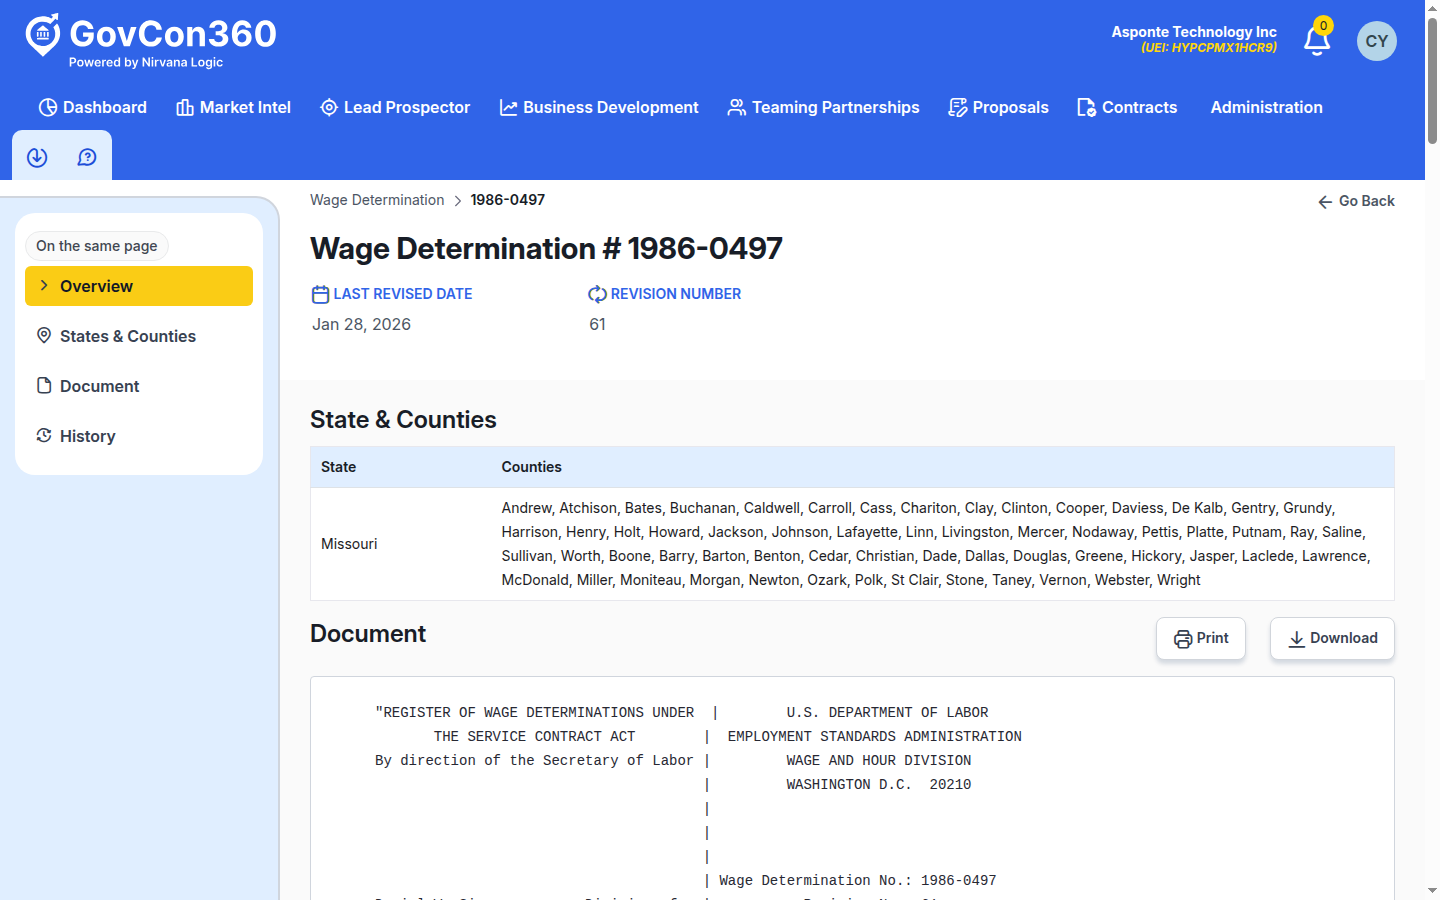 GovCon360
Powered by Nirvana Logic
Asponte Technology Inc
(UEI: HYPCPMX1HCR9)
0
CY
Dashboard
Market Intel
Lead Prospector
Business Development
Teaming Partnerships
Proposals
Contracts
Administration
Wage Determination > 1986-0497
Go Back
On the same page
Overview
States & Counties
Document
History
Wage Determination # 1986-0497
LAST REVISED DATE
Jan 28, 2026
REVISION NUMBER
61
State & Counties
State Counties
Missouri
Andrew, Atchison, Bates, Buchanan, Caldwell, Carroll, Cass, Chariton, Clay, Clinton, Cooper, Daviess, De Kalb, Gentry, Grundy,
Harrison, Henry, Holt, Howard, Jackson, Johnson, Lafayette, Linn, Livingston, Mercer, Nodaway, Pettis, Platte, Putnam, Ray, Saline,
Sullivan, Worth, Boone, Barry, Barton, Benton, Cedar, Christian, Dade, Dallas, Douglas, Greene, Hickory, Jasper, Laclede, Lawrence,
McDonald, Miller, Moniteau, Morgan, Newton, Ozark, Polk, St Clair, Stone, Taney, Vernon, Webster, Wright
Document
Print
Download
"REGISTER OF WAGE DETERMINATIONS UNDER | U.S. DEPARTMENT OF LABOR
THE SERVICE CONTRACT ACT | EMPLOYMENT STANDARDS ADMINISTRATION
By direction of the Secretary of Labor | WAGE AND HOUR DIVISION
| WASHINGTON D.C. 20210
|
|
|
| Wage Determination No.: 1986-0497